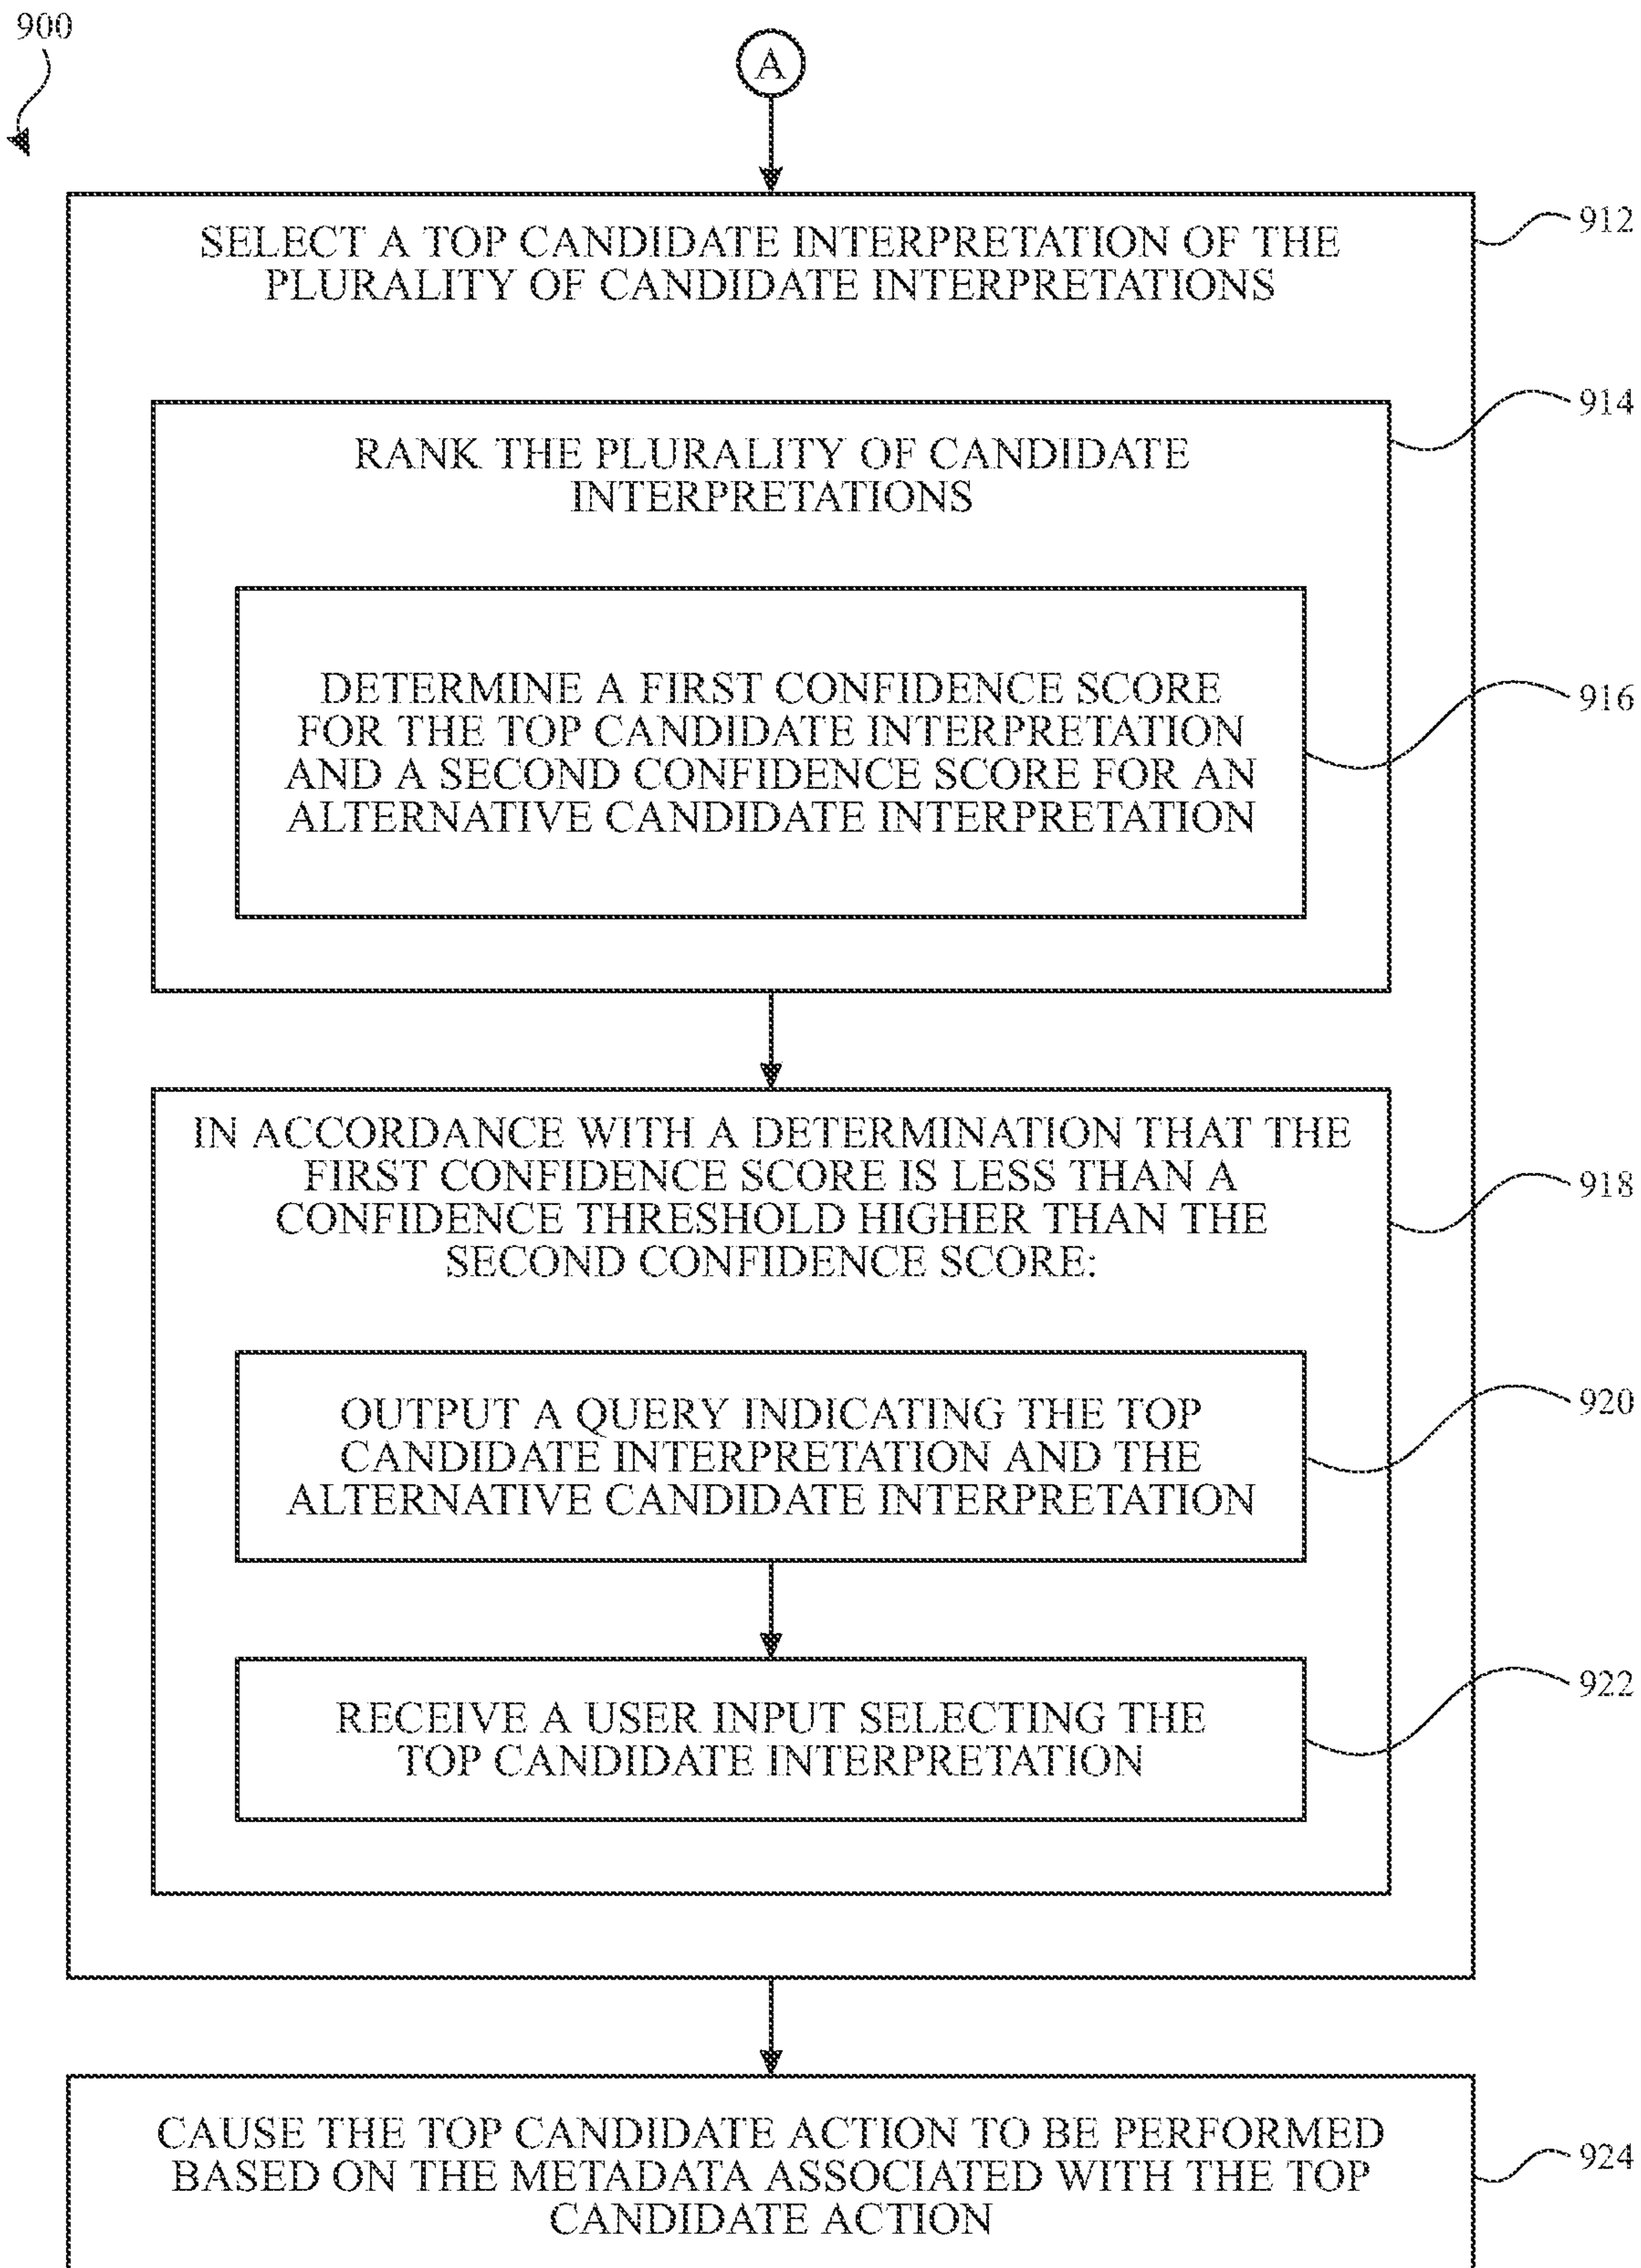 900
A
SELECT A TOP CANDIDATE INTERPRETATION OF THE
PLURALITY OF CANDIDATE INTERPRETATIONS
912
RANK THE PLURALITY OF CANDIDATE
INTERPRETATIONS
914
DETERMINE A FIRST CONFIDENCE SCORE
FOR THE TOP CANDIDATE INTERPRETATION
AND A SECOND CONFIDENCE SCORE FOR AN
ALTERNATIVE CANDIDATE INTERPRETATION
916
IN ACCORDANCE WITH A DETERMINATION THAT THE
FIRST CONFIDENCE SCORE IS LESS THAN A
CONFIDENCE THRESHOLD HIGHER THAN THE
SECOND CONFIDENCE SCORE:
918
OUTPUT A QUERY INDICATING THE TOP
CANDIDATE INTERPRETATION AND THE
ALTERNATIVE CANDIDATE INTERPRETATION
920
RECEIVE A USER INPUT SELECTING THE
TOP CANDIDATE INTERPRETATION
922
CAUSE THE TOP CANDIDATE ACTION TO BE PERFORMED
BASED ON THE METADATA ASSOCIATED WITH THE TOP
CANDIDATE ACTION
924